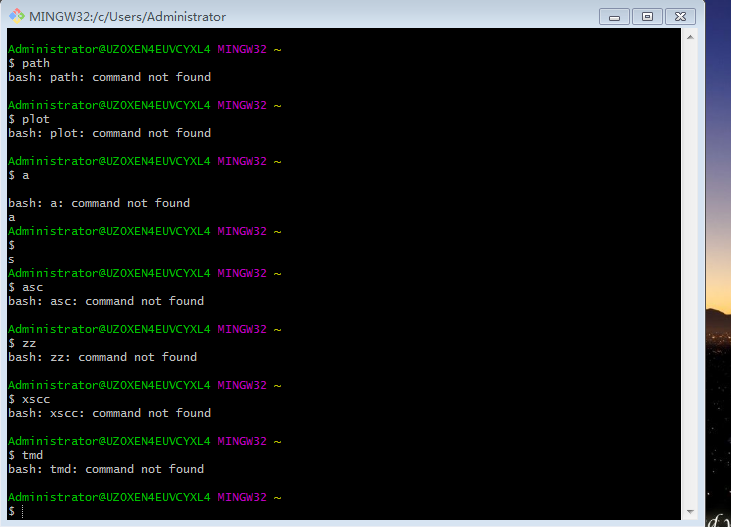 MINGW32:/c/Users/Administrator
Administrator@UZOXEN4EUVCYXL4 MINGW32 ~
$ path
bash: path: command not found
Administrator@UZOXEN4EUVCYXL4 MINGW32 ~
$ plot
bash: plot: command not found
Administrator@UZOXEN4EUVCYXL4 MINGW32 ~
$ a
bash: a: command not found
a
Administrator@UZOXEN4EUVCYXL4 MINGW32 ~
$
s
Administrator@UZOXEN4EUVCYXL4 MINGW32 ~
$ asc
bash: asc: command not found
Administrator@UZOXEN4EUVCYXL4 MINGW32 ~
$ zz
bash: zz: command not found
Administrator@UZOXEN4EUVCYXL4 MINGW32 ~
$ xscc
bash: xscc: command not found
Administrator@UZOXEN4EUVCYXL4 MINGW32 ~
$ tmd
bash: tmd: command not found
Administrator@UZOXEN4EUVCYXL4 MINGW32 ~
$